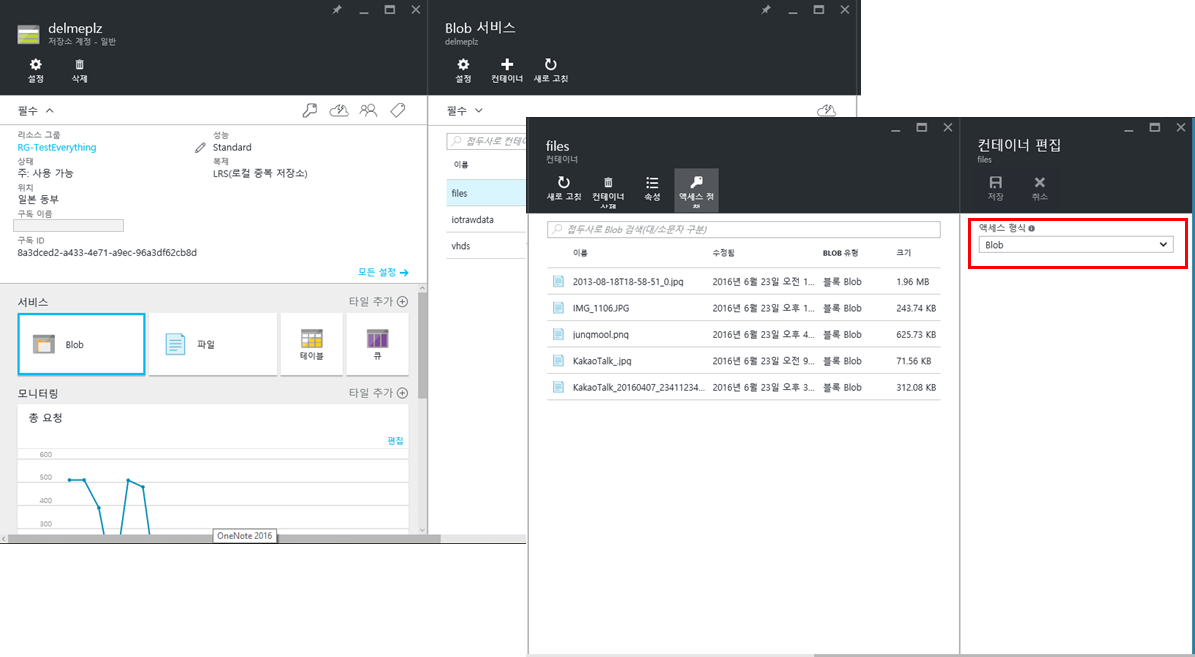 delmeplz
저장소 계정 - 일반
설정
삭제
필수
리소스 그룹
RG-TestEverything
상태
주: 사용 가능
위치
일본 동부
구독 이름
구독 ID
8a3dced2-a433-4e71-a9ec-96a3df62cb8d
성능
Standard
복제
LRS(로컬 중복 저장소)
모든 설정
서비스
타일 추가
Blob
파일
테이블
큐
모니터링
타일 추가
총 요청
편집
600
500
400
300
OneNote 2016
Blob 서비스
delmeplz
설정
컨테이너
새로 고침
필수
접두사로 컨테이
이름
files
iotrawdata
vhds
files
컨테이너
새로 고침
컨테이너
삭제
속성
액세스 정
책
접두사로 Blob 검색(대/소문자 구분)
이름 수정됨 BLOB 유형 크기
2013-08-18T18-58-51_0.jpg 2016년 6월 23일 오전 1... 블록 Blob 1.96 MB
IMG_1106.JPG 2016년 6월 23일 오후 1... 블록 Blob 243.74 KB
jungmool.png 2016년 6월 23일 오후 4... 블록 Blob 625.73 KB
KakaoTalk_.jpg 2016년 6월 23일 오전 9... 블록 Blob 71.56 KB
KakaoTalk_20160407_23411234... 2016년 6월 23일 오후 3... 블록 Blob 312.08 KB
컨테이너 편집
files
저장
취소
액세스 형식
Blob